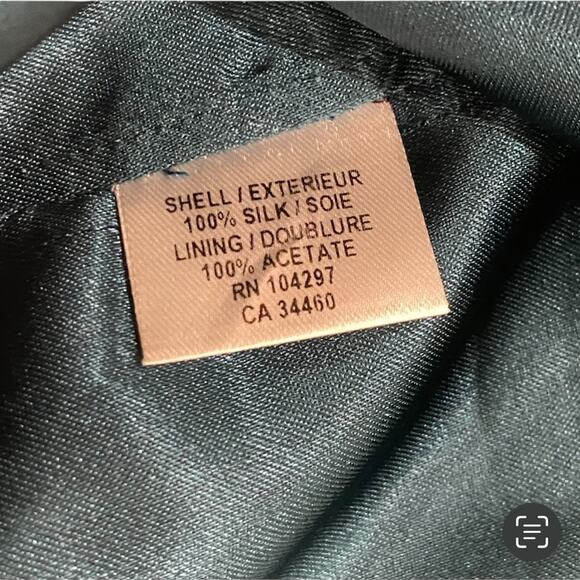 SHELL / EXTERIEUR
100% SILK / SOIE
LINING / DOUBLURE
100% ACETATE
RN 104297
CA 34460